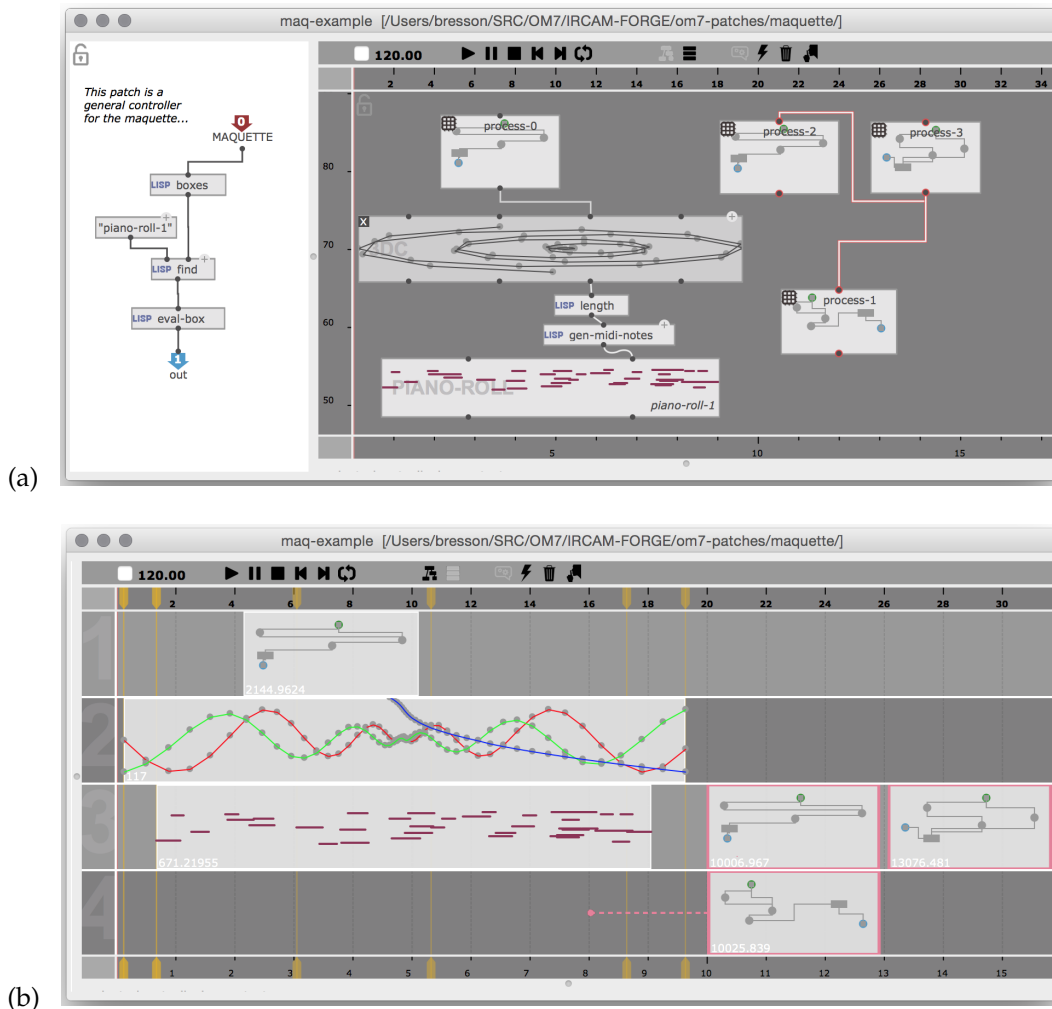 maq-example [/Users/bresson/SRC/OM7/IRCAM-FORGE/om7-patches/maquette/]
120.00
2 4 6 8 10 12 14 16 18 20 22 24 26 28 30 32 34
This patch is a
general controller
for the maquette...
0
MAQUETTE
LISP boxes
"piano-roll-1"
LISP find
LISP eval-box
1
out
80
70
60
50
process-0
process-2
process-3
X
process-1
LISP length
LISP gen-midi-notes
PIANO-ROLL
piano-roll-1
5 10 15
(a)
maq-example [/Users/bresson/SRC/OM7/IRCAM-FORGE/om7-patches/maquette/]
120.00
2 4 6 8 10 12 14 16 18 20 22 24 26 28 30
1
2144.9624
2
117
3
671.21955
10006.967
13076.481
4
10025.839
1 2 3 4 5 6 7 8 9 10 11 12 13 14 15
(b)